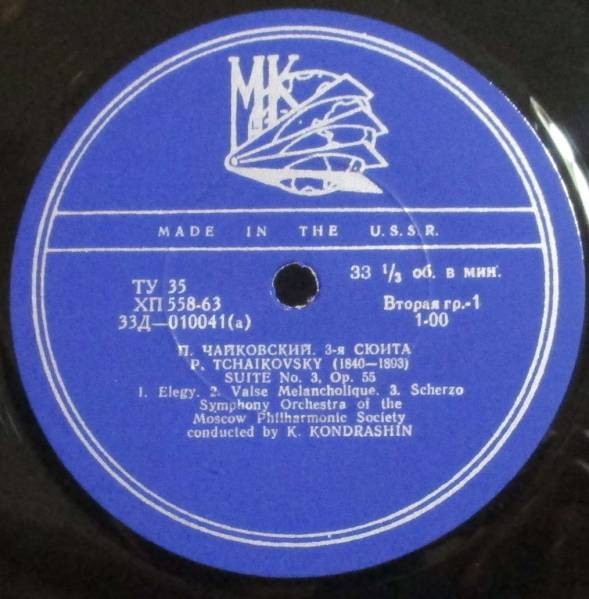 МК
MADE IN THE U.S.S.R.
ТУ 35
ХП 558-63
33Д—010041(а)
33 1/3 об. в мин.
Вторая гр.-1
1-00
П. ЧАЙКОВСКИЙ. 3-я СЮИТА
P. TCHAIKOVSKY (1840—1893)
SUITE No. 3, Op. 55
1. Elegy. 2. Valse Melancholique. 3. Scherzo
Symphony Orchestra of the
Moscow Philharmonic Society
conducted by K. KONDRASHIN